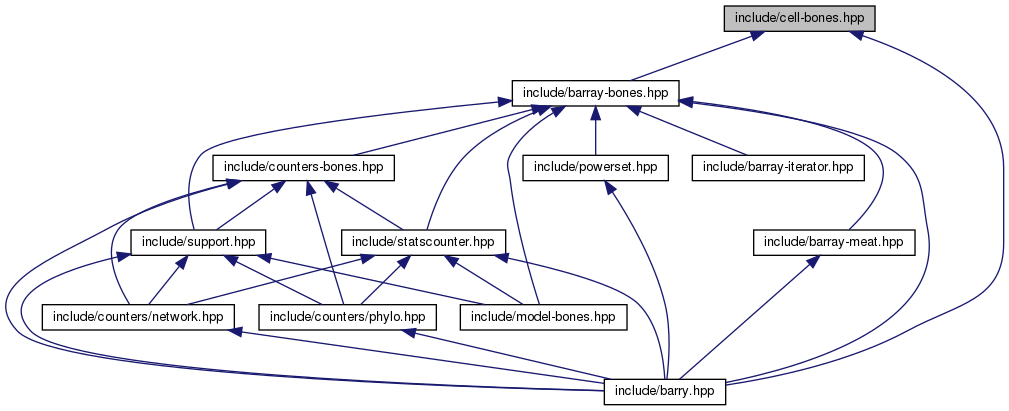 include/cell-bones.hpp
include/barray-bones.hpp
include/counters-bones.hpp
include/powerset.hpp
include/barray-iterator.hpp
include/support.hpp
include/statscounter.hpp
include/barray-meat.hpp
include/counters/network.hpp
include/counters/phylo.hpp
include/model-bones.hpp
include/barry.hpp